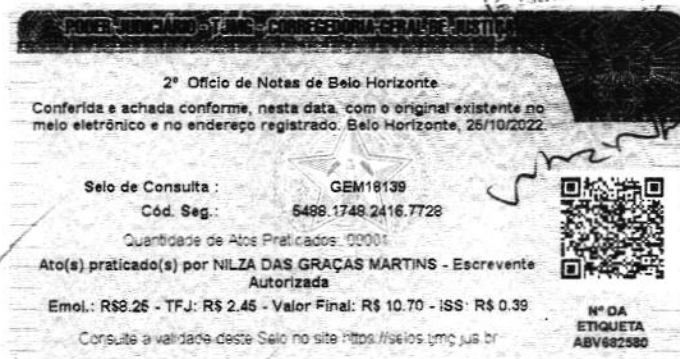 PODER JUDICIÁRIO - TJMG - CORREGEDORIA GERAL DE JUSTIÇA
2º Ofício de Notas de Belo Horizonte
Conferida e achada conforme, nesta data, com o original existente no
meio eletrônico e no endereço registrado. Belo Horizonte, 25/10/2022
Selo de Consulta : GEM16139
Cód. Seg.: 5488.1748.2416.7728
Quantidade de Atos Praticados: 00001
Ato(s) praticado(s) por NILZA DAS GRAÇAS MARTINS - Escrevente
Autorizada
Emol.: R$8.25 - TFJ: R$ 2.45 - Valor Final: R$ 10.70 - ISS: R$ 0.39
Consulte a validade deste Selo no site https://selos.tjmg.jus.br
Nº DA
ETIQUETA
ABV682580